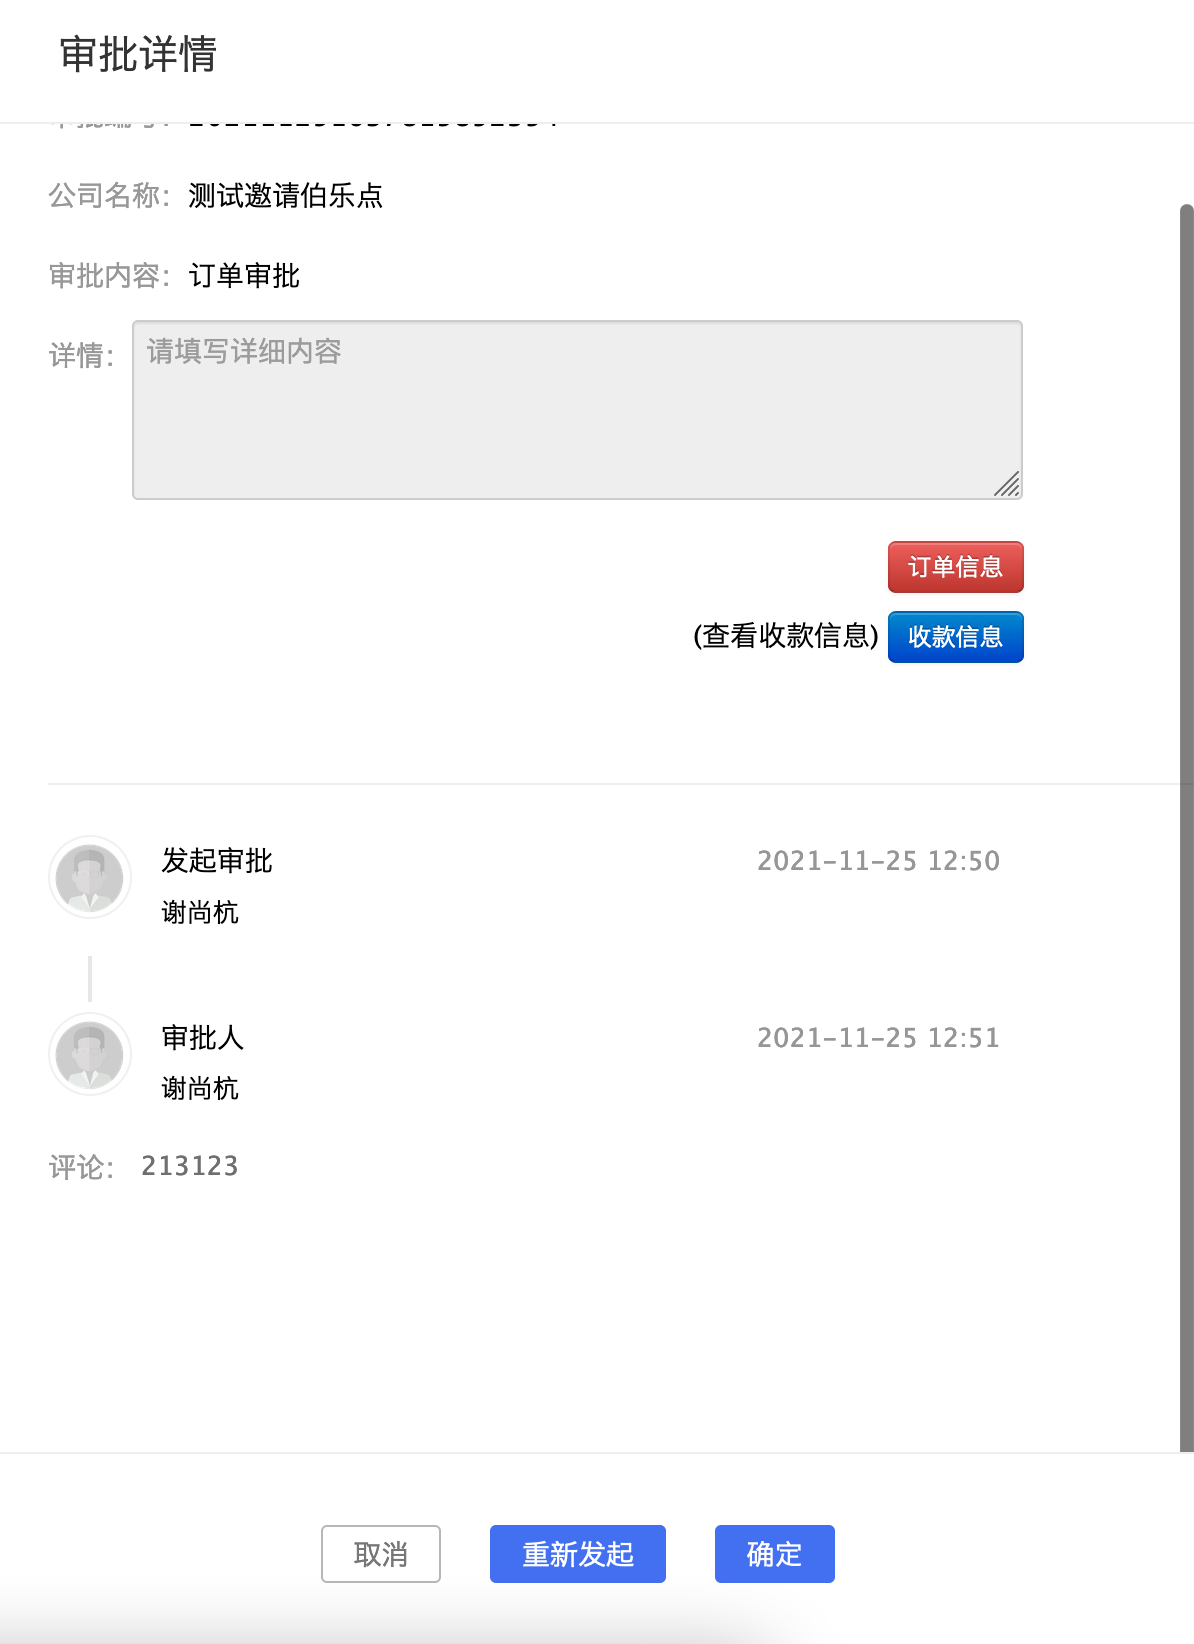 审批详情
公司名称：测试邀请伯乐点
审批内容：订单审批
详情：
请填写详细内容
订单信息
(查看收款信息) 收款信息
发起审批 2021-11-25 12:50
谢尚杭
审批人 2021-11-25 12:51
谢尚杭
评论： 213123
取消 重新发起 确定